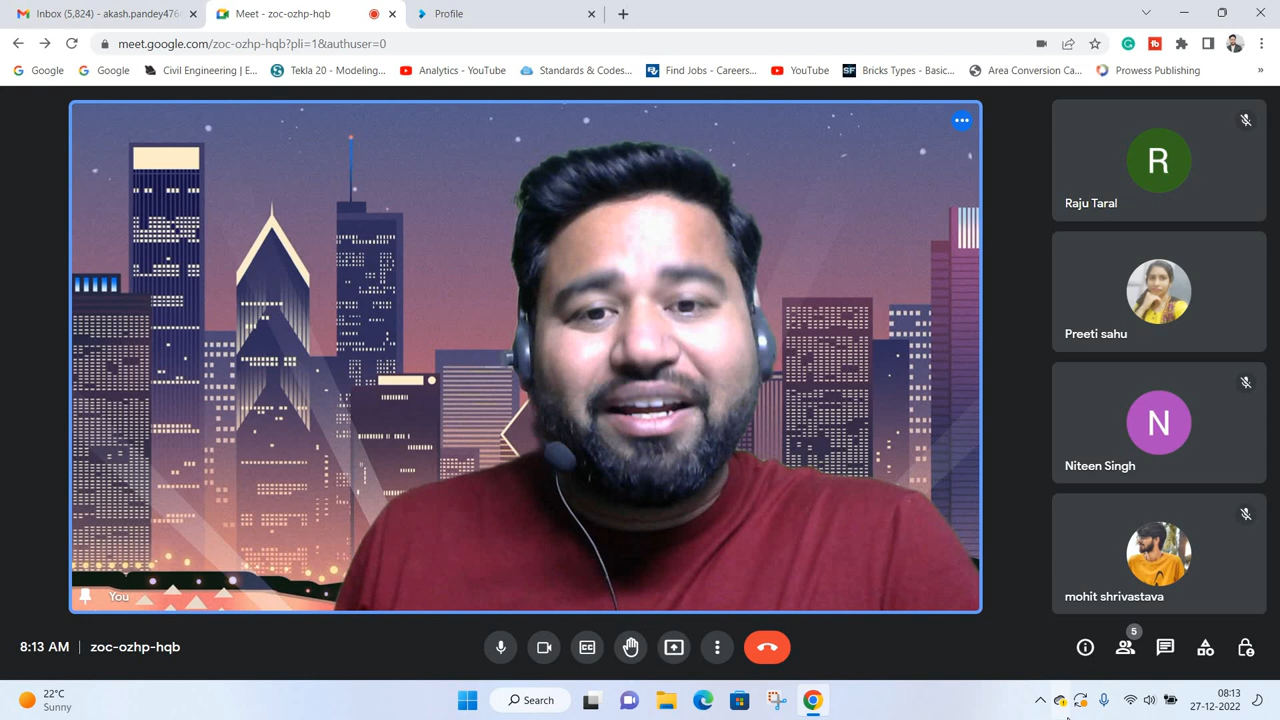 Inbox (5,824) - akash.pandey476
Meet - zoc-ozhp-hqb
Profile
meet.google.com/zoc-ozhp-hqb?pli=1&authuser=0
Google
Google
Civil Engineering | E...
Tekla 20 - Modeling...
Analytics - YouTube
Standards & Codes...
Find Jobs - Careers...
YouTube
SF
Bricks Types - Basic...
Area Conversion Ca...
Prowess Publishing
»
R
Raju Taral
Preeti sahu
N
Niteen Singh
mohit shrivastava
You
8:13 AM | zoc-ozhp-hqb
CC
5
22°C
Sunny
Search
08:13
27-12-2022